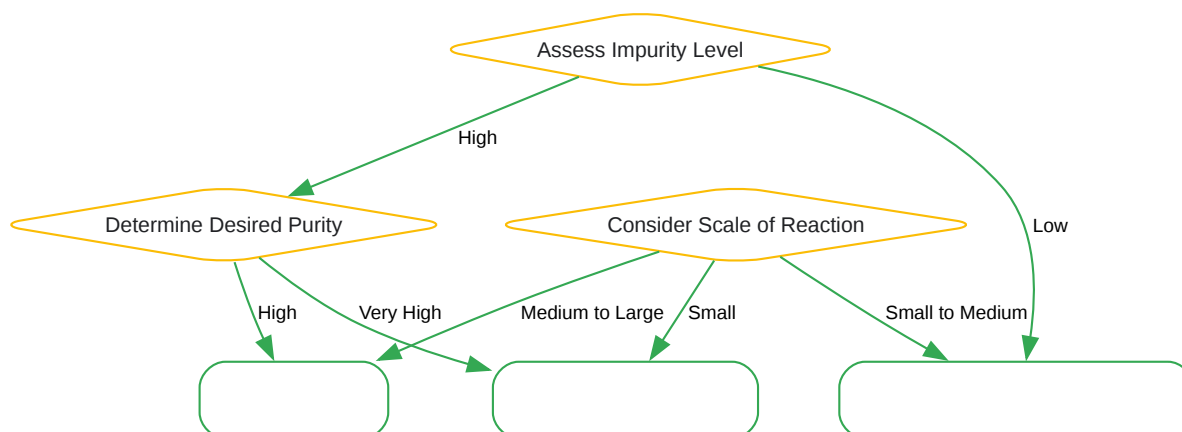 Assess Impurity Level
High
Determine Desired Purity
Consider Scale of Reaction
Low
High
Very High
Medium to Large
Small
Small to Medium